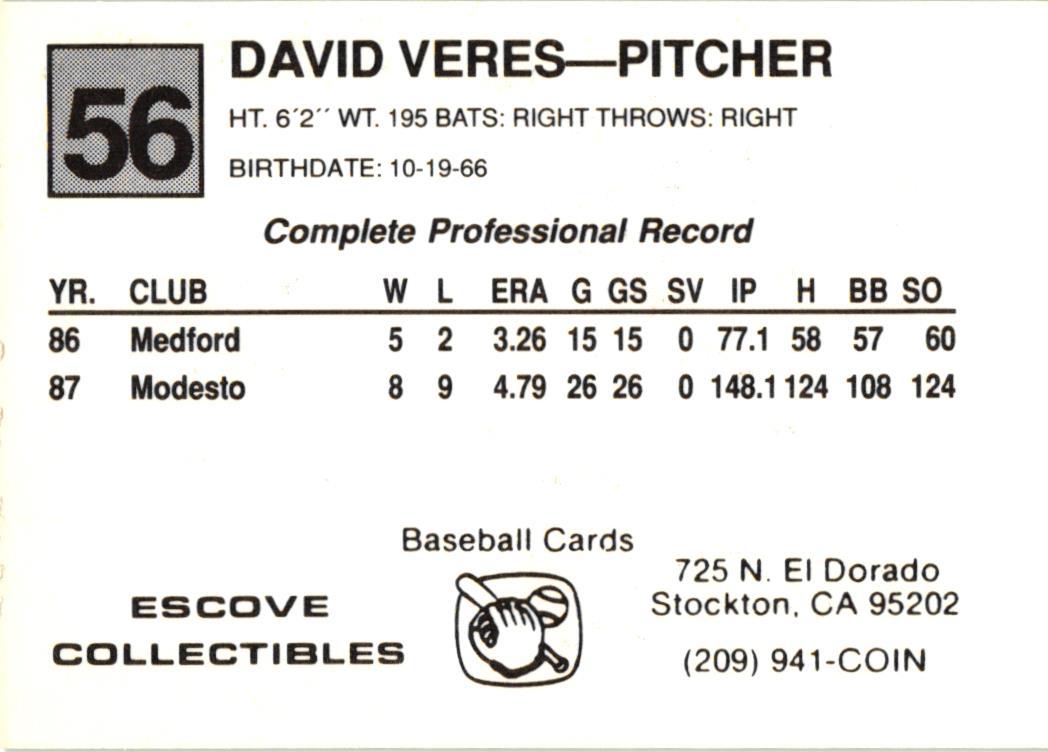 56
DAVID VERES—PITCHER
HT. 6´2´´ WT. 195 BATS: RIGHT THROWS: RIGHT
BIRTHDATE: 10-19-66
Complete Professional Record
YR. CLUB W L ERA G GS SV IP H BB SO
86 Medford 5 2 3.26 15 15 0 77.1 58 57 60
87 Modesto 8 9 4.79 26 26 0 148.1 124 108 124
ESCOVE
COLLECTIBLES
Baseball Cards
725 N. El Dorado
Stockton, CA 95202
(209) 941-COIN